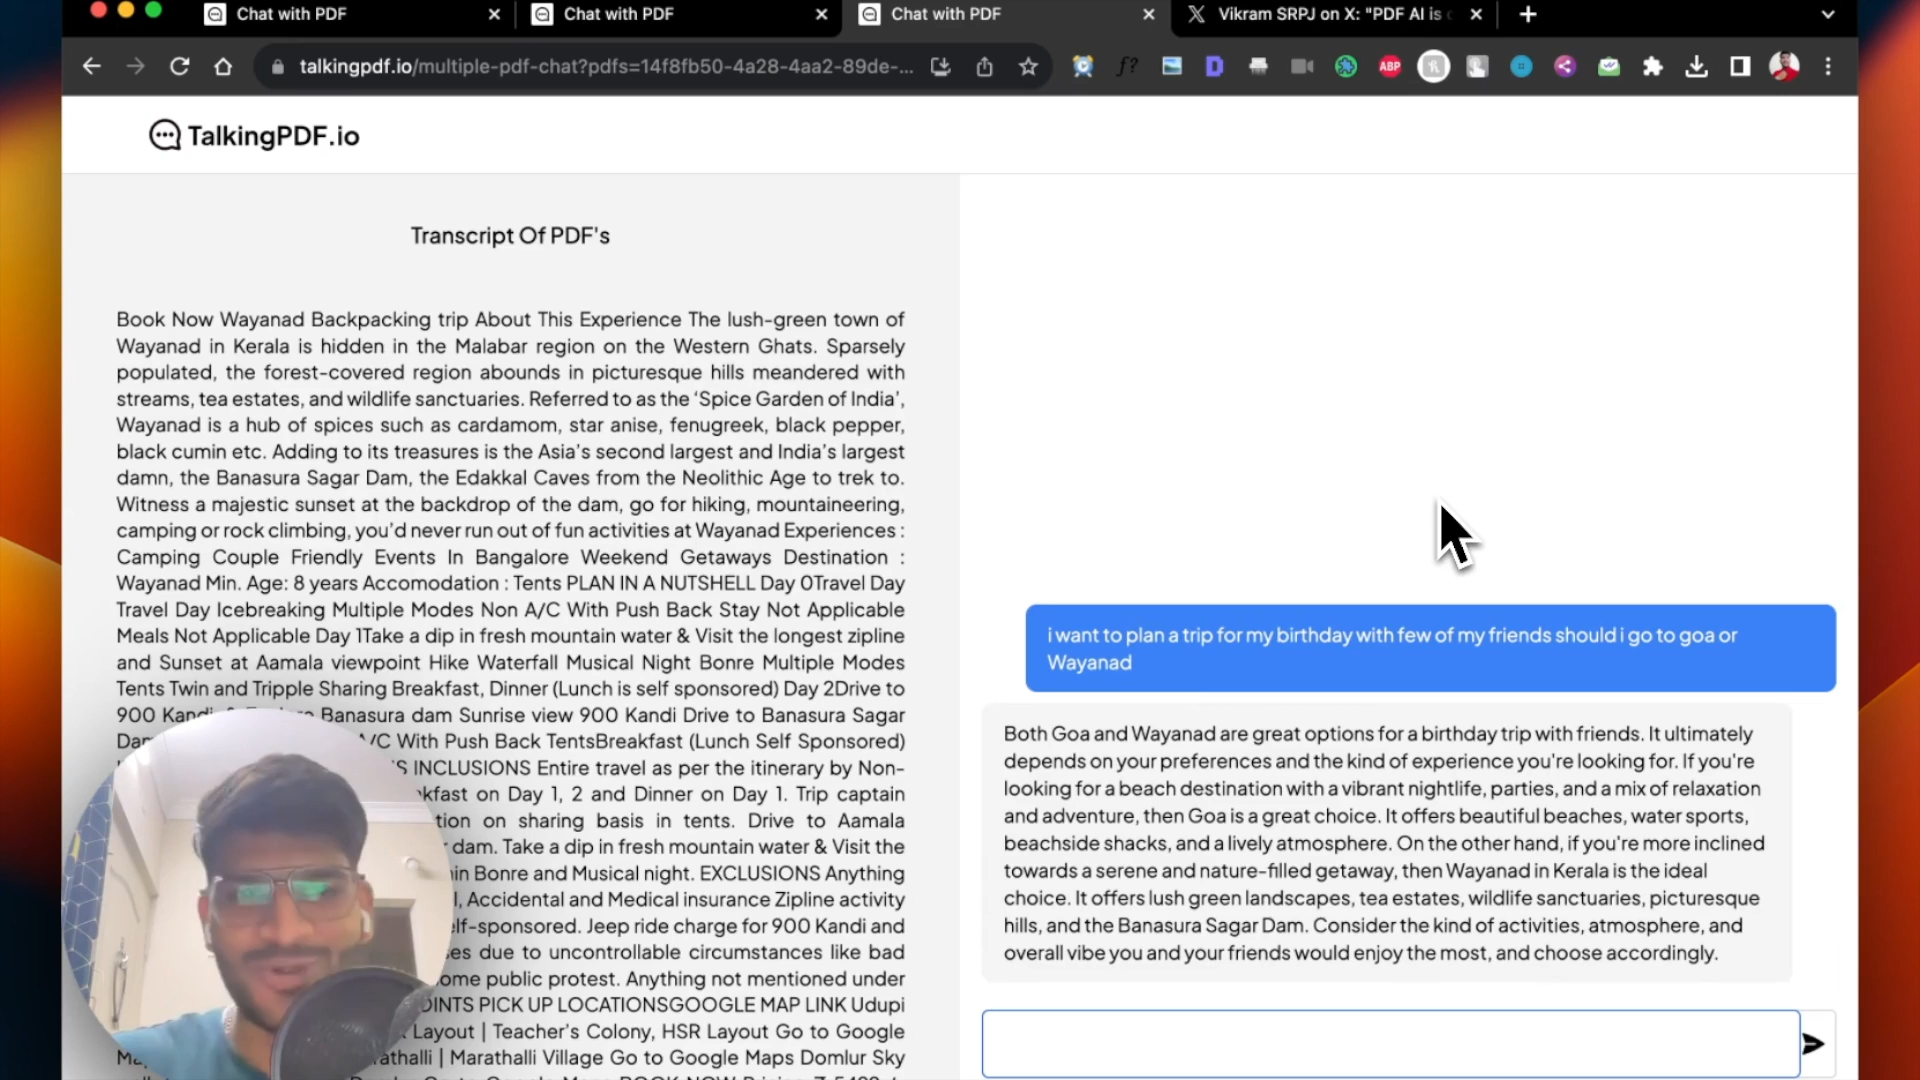 Chat with PDF
Chat with PDF
Chat with PDF
Vikram SRPJ on X: "PDF AI is
talkingpdf.io/multiple-pdf-chat?pdfs=14f8fb50-4a28-4aa2-89de-...
f?
D
ABP
TalkingPDF.io
Transcript Of PDF's
Book Now Wayanad Backpacking trip About This Experience The lush-green town of
Wayanad in Kerala is hidden in the Malabar region on the Western Ghats. Sparsely
populated, the forest-covered region abounds in picturesque hills meandered with
streams, tea estates, and wildlife sanctuaries. Referred to as the ‘Spice Garden of India’,
Wayanad is a hub of spices such as cardamom, star anise, fenugreek, black pepper,
black cumin etc. Adding to its treasures is the Asia’s second largest and India’s largest
damn, the Banasura Sagar Dam, the Edakkal Caves from the Neolithic Age to trek to.
Witness a majestic sunset at the backdrop of the dam, go for hiking, mountaineering,
camping or rock climbing, you’d never run out of fun activities at Wayanad Experiences :
Camping Couple Friendly Events In Bangalore Weekend Getaways Destination :
Wayanad Min. Age: 8 years Accomodation : Tents PLAN IN A NUTSHELL Day 0Travel Day
Travel Day Icebreaking Multiple Modes Non A/C With Push Back Stay Not Applicable
Meals Not Applicable Day 1Take a dip in fresh mountain water & Visit the longest zipline
and Sunset at Aamala viewpoint Hike Waterfall Musical Night Bonre Multiple Modes
Tents Twin and Tripple Sharing Breakfast, Dinner (Lunch is self sponsored) Day 2Drive to
900 Kandi Banasura dam Sunrise view 900 Kandi Drive to Banasura Sagar
A/C With Push Back TentsBreakfast (Lunch Self Sponsored)
INCLUSIONS Entire travel as per the itinerary by Non-
on Day 1, 2 and Dinner on Day 1. Trip captain
on sharing basis in tents. Drive to Aamala
dam. Take a dip in fresh mountain water & Visit the
in Bonre and Musical night. EXCLUSIONS Anything
, Accidental and Medical insurance Zipline activity
self-sponsored. Jeep ride charge for 900 Kandi and
due to uncontrollable circumstances like bad
public protest. Anything not mentioned under
PICK UP LOCATIONSGOOGLE MAP LINK Udupi
Layout | Teacher’s Colony, HSR Layout Go to Google
| Marathalli Village Go to Google Maps Domlur Sky
i want to plan a trip for my birthday with few of my friends should i go to goa or
Wayanad
Both Goa and Wayanad are great options for a birthday trip with friends. It ultimately
depends on your preferences and the kind of experience you're looking for. If you're
looking for a beach destination with a vibrant nightlife, parties, and a mix of relaxation
and adventure, then Goa is a great choice. It offers beautiful beaches, water sports,
beachside shacks, and a lively atmosphere. On the other hand, if you're more inclined
towards a serene and nature-filled getaway, then Wayanad in Kerala is the ideal
choice. It offers lush green landscapes, tea estates, wildlife sanctuaries, picturesque
hills, and the Banasura Sagar Dam. Consider the kind of activities, atmosphere, and
overall vibe you and your friends would enjoy the most, and choose accordingly.